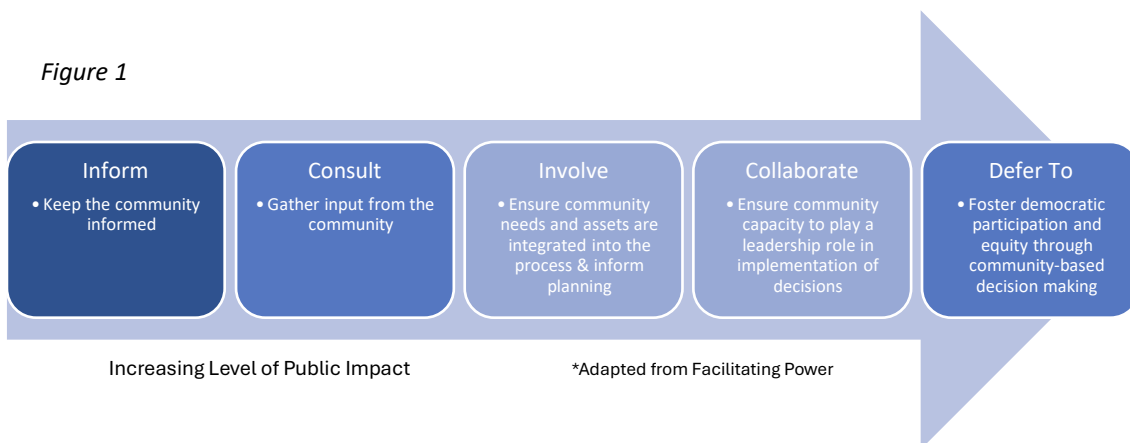 Figure 1
Inform
• Keep the community
informed
Consult
• Gather input from the
community
Involve
• Ensure community
needs and assets are
integrated into the
process & inform
planning
Collaborate
• Ensure community
capacity to play a
leadership role in
implementation of
decisions
Defer To
• Foster democratic
participation and
equity through
community-based
decision making
Increasing Level of Public Impact
*Adapted from Facilitating Power